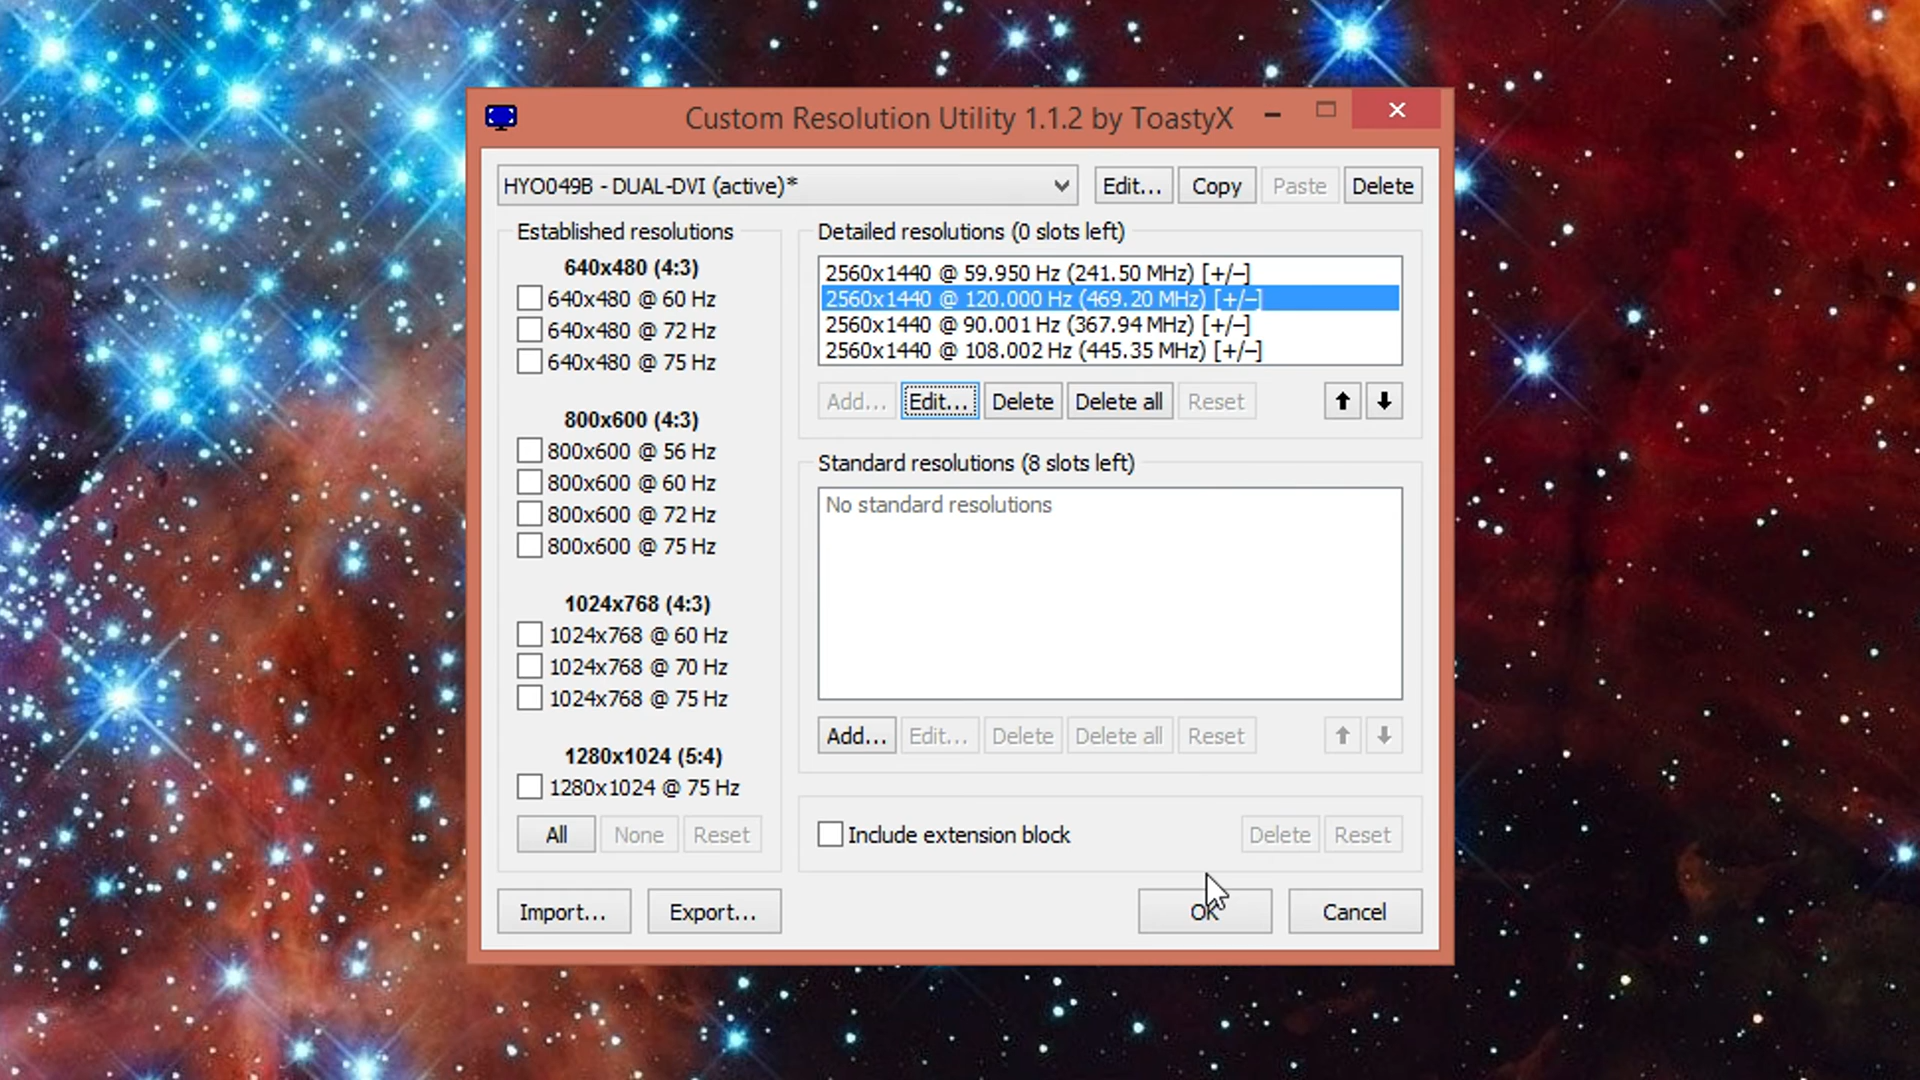 Custom Resolution Utility 1.1.2 by ToastyX
HYO049B - DUAL-DVI (active)*
Edit...
Copy
Paste
Delete
Established resolutions
640x480 (4:3)
640x480 @ 60 Hz
640x480 @ 72 Hz
640x480 @ 75 Hz
800x600 (4:3)
800x600 @ 56 Hz
800x600 @ 60 Hz
800x600 @ 72 Hz
800x600 @ 75 Hz
1024x768 (4:3)
1024x768 @ 60 Hz
1024x768 @ 70 Hz
1024x768 @ 75 Hz
1280x1024 (5:4)
1280x1024 @ 75 Hz
All
None
Reset
Detailed resolutions (0 slots left)
2560x1440 @ 59.950 Hz (241.50 MHz) [+/−]
2560x1440 @ 120.000 Hz (469.20 MHz) [+/−]
2560x1440 @ 90.001 Hz (367.94 MHz) [+/−]
2560x1440 @ 108.002 Hz (445.35 MHz) [+/−]
Add...
Edit...
Delete
Delete all
Reset
Standard resolutions (8 slots left)
No standard resolutions
Add...
Edit...
Delete
Delete all
Reset
Include extension block
Delete
Reset
Import...
Export...
OK
Cancel